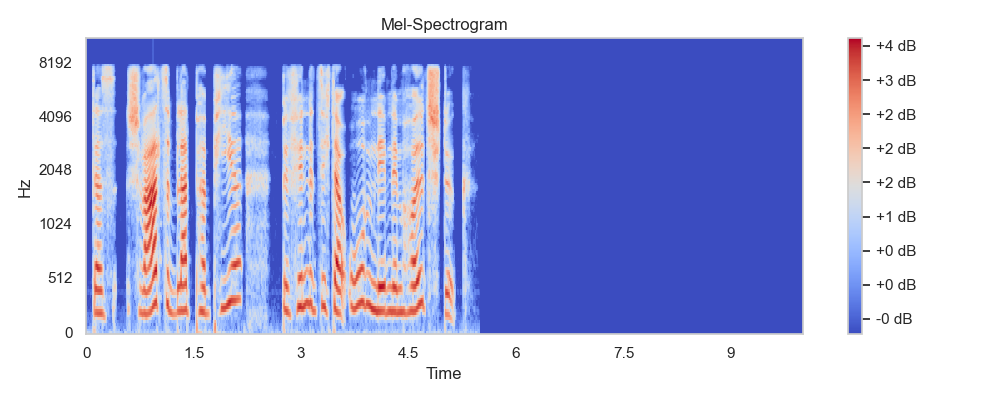 Mel-Spectrogram
8192
4096
2048
1024
512
0
Hz
0 1.5 3 4.5 6 7.5 9
Time
+4 dB
+3 dB
+2 dB
+2 dB
+2 dB
+1 dB
+0 dB
+0 dB
-0 dB